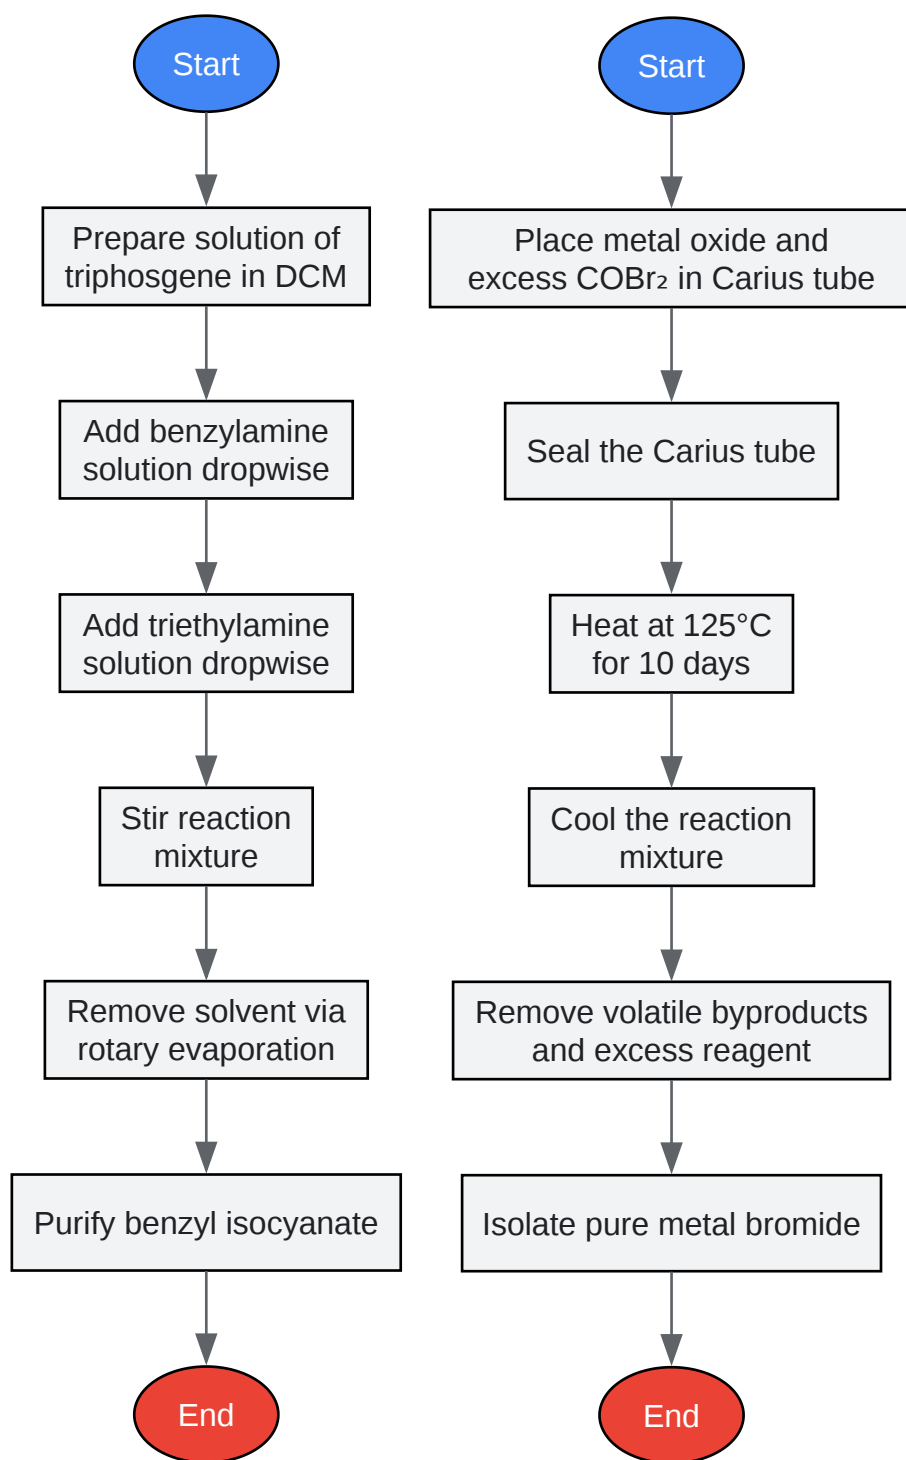 Start
Prepare solution of
triphosgene in DCM
Add benzylamine
solution dropwise
Add triethylamine
solution dropwise
Stir reaction
mixture
Remove solvent via
rotary evaporation
Purify benzyl isocyanate
End
Start
Place metal oxide and
excess COBr₂ in Carius tube
Seal the Carius tube
Heat at 125°C
for 10 days
Cool the reaction
mixture
Remove volatile byproducts
and excess reagent
Isolate pure metal bromide
End